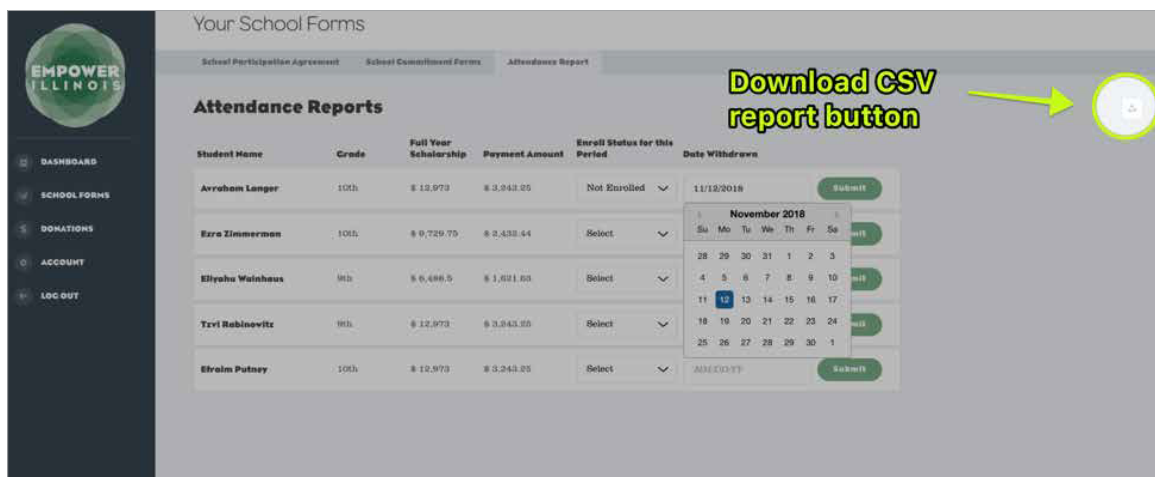 Your School Forms
EMPOWER
ILLINOIS
School Participation Agreement School Commitment Forms Attendance Report
Download CSV
report button
Attendance Reports
DASHBOARD
SCHOOL FORMS
DONATIONS
ACCOUNT
LOG OUT
Student Name Grade Full Year Scholarship Payment Amount Enroll Status for this Period Date Withdrawn
Avraham Langer 10th $ 12,973 $ 3,243.25 Not Enrolled 11/12/2018 Submit
Ezra Zimmerman 10th $ 9,729.75 $ 2,432.44 Select
Eliyahu Wainhaus 9th $ 6,486.5 $ 1,621.63 Select
Tzvi Rabinowitz 9th $ 12,973 $ 3,243.25 Select
Efraim Putney 10th $ 12,973 $ 3,243.25 Select Submit
November 2018
Su Mo Tu We Th Fr Sa
28 29 30 31 1 2 3
4 5 6 7 8 9 10
11 12 13 14 15 16 17
18 19 20 21 22 23 24
25 26 27 28 29 30 1